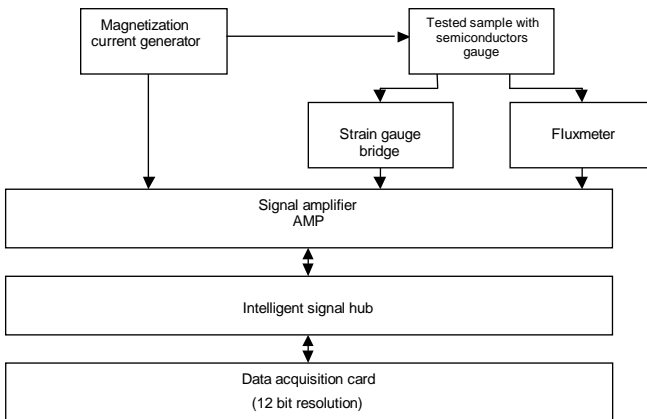 Magnetization
current generator
Tested sample with
semiconductors
gauge
Strain gauge
bridge
Fluxmeter
Signal amplifier
AMP
Intelligent signal hub
Data acquisition card
(12 bit resolution)